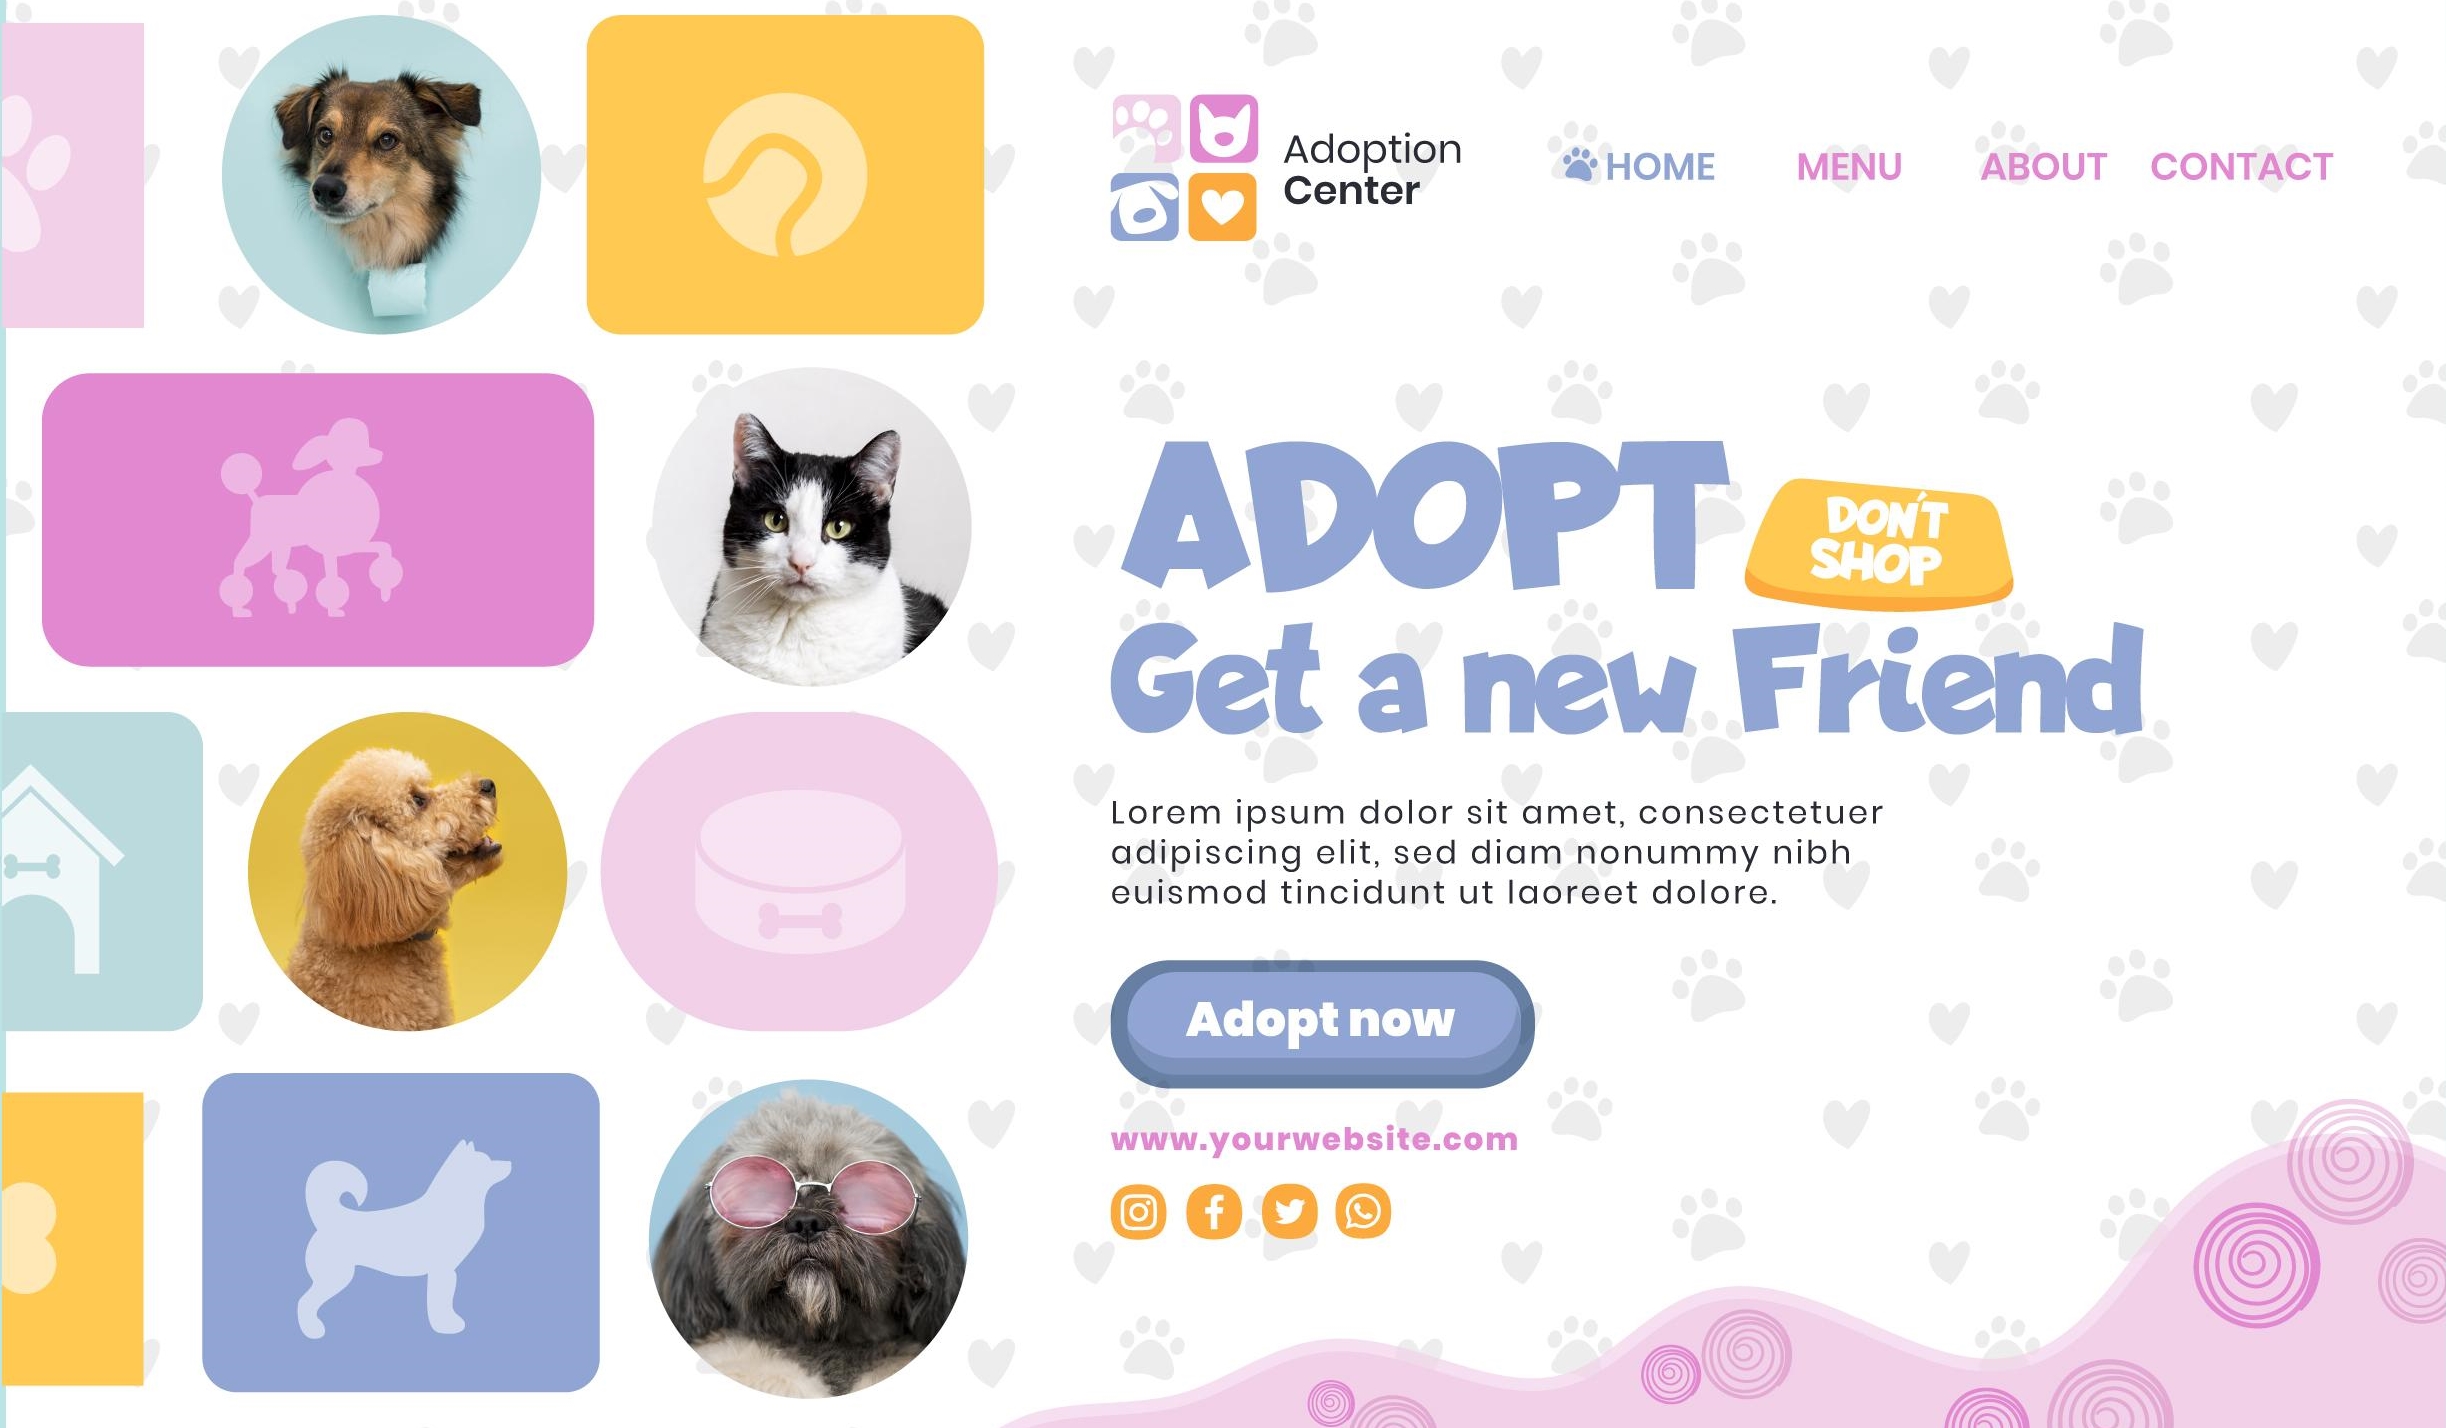 Adoption
Center
HOME MENU ABOUT CONTACT
ADOPT
DON'T
SHOP
Get a new Friend
Lorem ipsum dolor sit amet, consectetuer
adipiscing elit, sed diam nonummy nibh
euismod tincidunt ut laoreet dolore.
Adopt now
www.yourwebsite.com